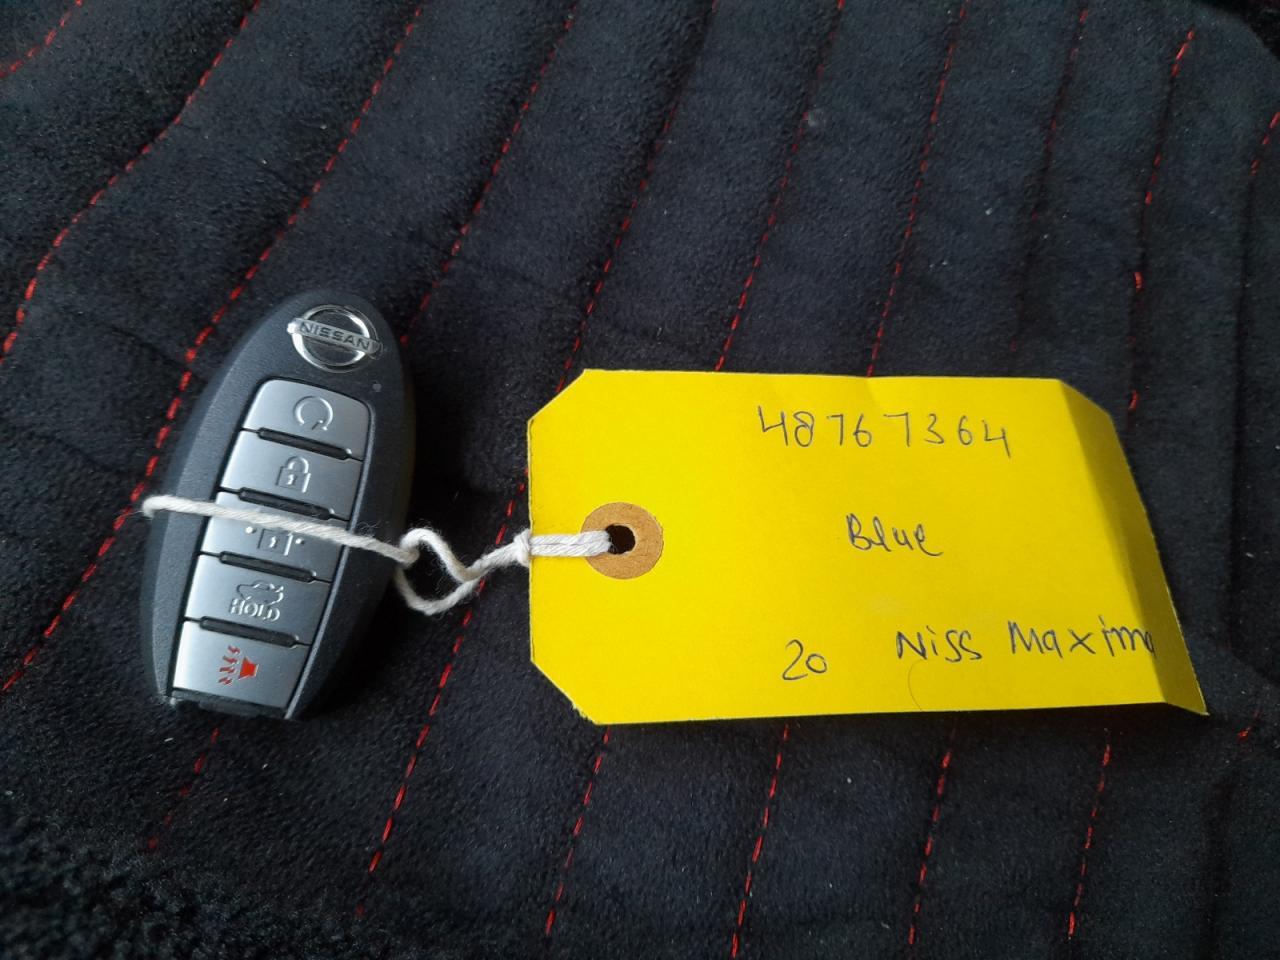 NISSAN
HOLD
48767364
Blue
20 Niss Maxima